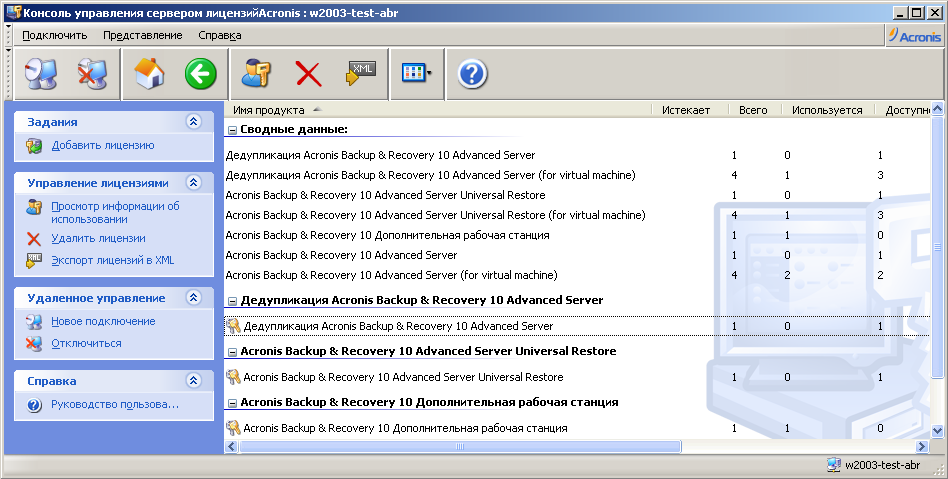 Консоль управления сервером лицензийAcronis : w2003-test-abr
Подключить Представление Справка
Acronis
XML
Имя продукта Истекает Всего Используется Доступно
Задания
Добавить лицензию
Управление лицензиями
Просмотр информации об
использовании
Удалить лицензии
Экспорт лицензий в XML
Удаленное управление
Новое подключение
Отключиться
Справка
Руководство пользова...
Сводные данные:
Дедупликация Acronis Backup & Recovery 10 Advanced Server 1 0 1
Дедупликация Acronis Backup & Recovery 10 Advanced Server (for virtual machine) 4 1 3
Acronis Backup & Recovery 10 Advanced Server Universal Restore 1 0 1
Acronis Backup & Recovery 10 Advanced Server Universal Restore (for virtual machine) 4 1 3
Acronis Backup & Recovery 10 Дополнительная рабочая станция 1 1 0
Acronis Backup & Recovery 10 Advanced Server 1 0 1
Acronis Backup & Recovery 10 Advanced Server (for virtual machine) 4 2 2
Дедупликация Acronis Backup & Recovery 10 Advanced Server
Дедупликация Acronis Backup & Recovery 10 Advanced Server 1 0 1
Acronis Backup & Recovery 10 Advanced Server Universal Restore
Acronis Backup & Recovery 10 Advanced Server Universal Restore 1 0 1
Acronis Backup & Recovery 10 Дополнительная рабочая станция
Acronis Backup & Recovery 10 Дополнительная рабочая станция 1 1 0
w2003-test-abr